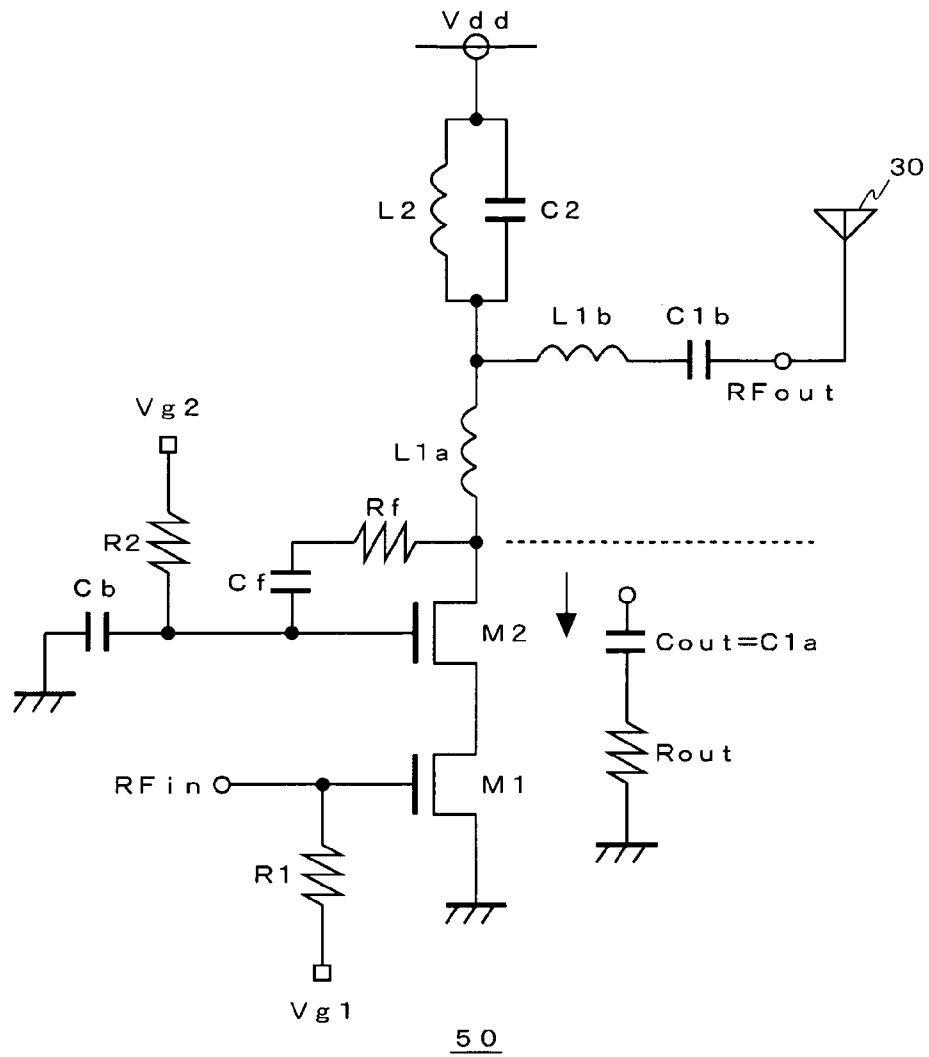 Vdd
30
L2
C2
L1b
C1b
RFout
Vg2
L1a
Rf
R2
Cf
Cb
M2
Cout=C1a
Rout
RFin
M1
R1
Vg1
50